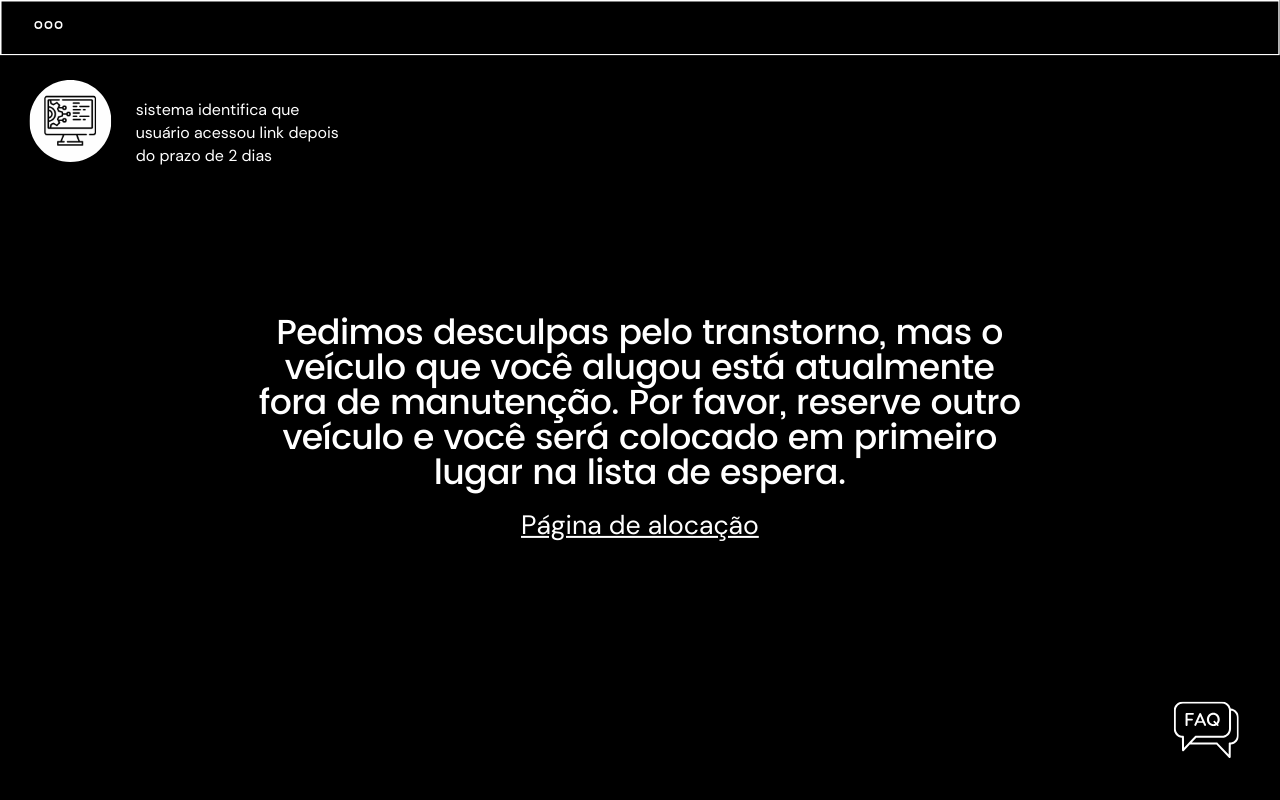 sistema identifica que
usuário acessou link depois
do prazo de 2 dias
Pedimos desculpas pelo transtorno, mas o
veículo que você alugou está atualmente
fora de manutenção. Por favor, reserve outro
veículo e você será colocado em primeiro
lugar na lista de espera.
Página de alocação
FAQ